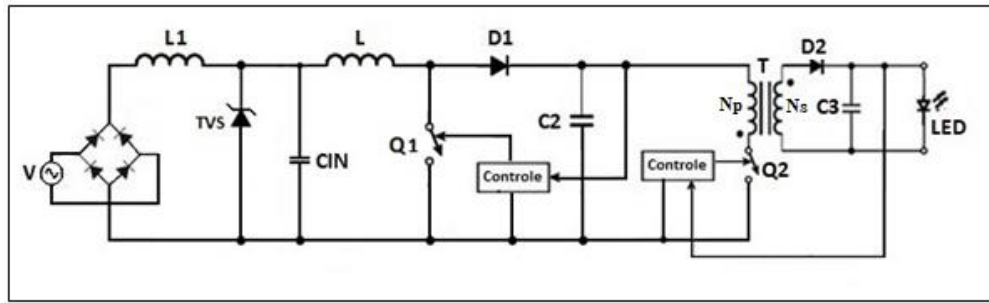 L1
L
D1
T
D2
TVS
CIN
Q1
C2
Np
Ns
C3
LED
V
Controle
Controle
Q2